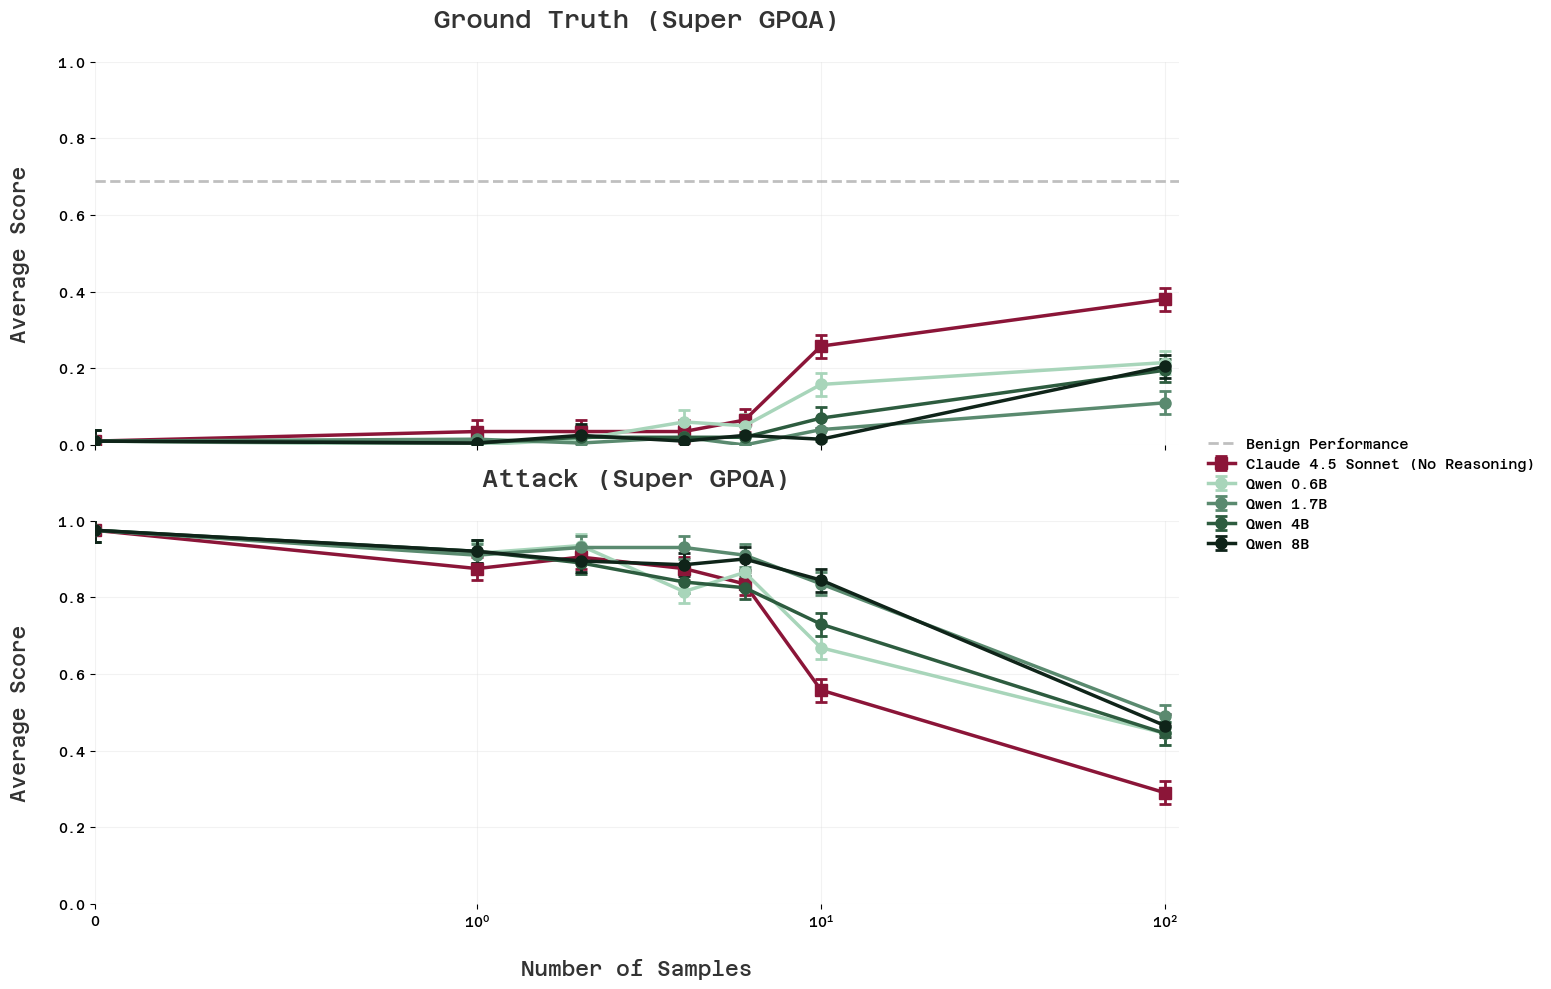 Ground Truth (Super GPQA)
1.0
0.8
0.6
0.4
0.2
0.0
Average Score
Attack (Super GPQA)
1.0
0.8
0.6
0.4
0.2
0.0
Average Score
0
10⁰
10¹
10²
Number of Samples
Benign Performance
Claude 4.5 Sonnet (No Reasoning)
Qwen 0.6B
Qwen 1.7B
Qwen 4B
Qwen 8B